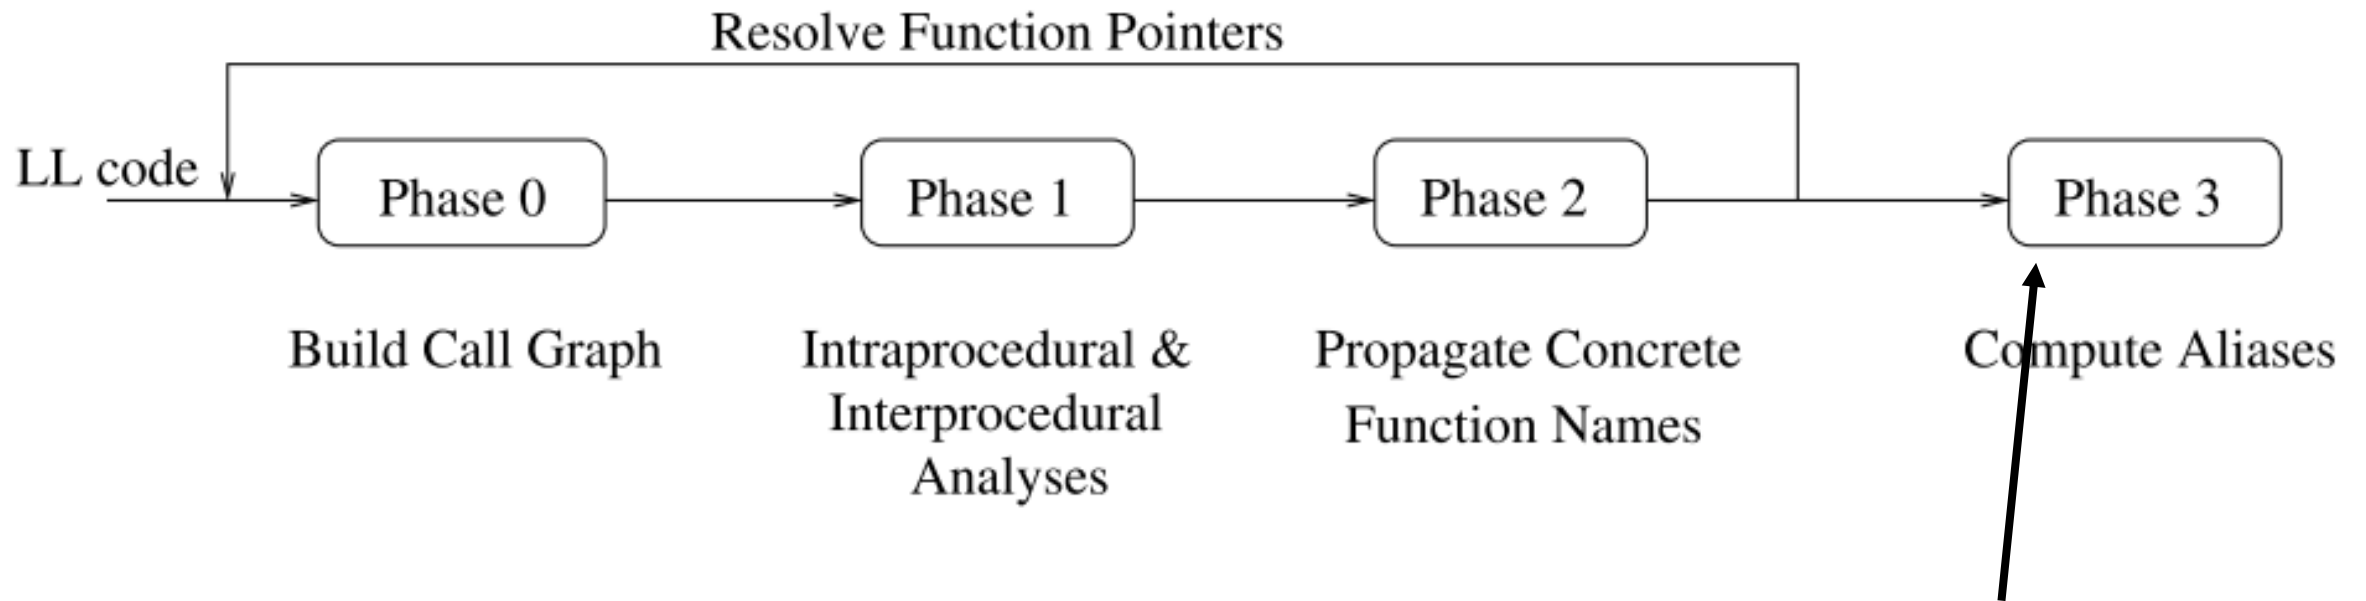 Resolve Function Pointers
LL code
Phase 0
Phase 1
Phase 2
Phase 3
Build Call Graph
Intraprocedural &
Interprocedural
Analyses
Propagate Concrete
Function Names
Compute Aliases